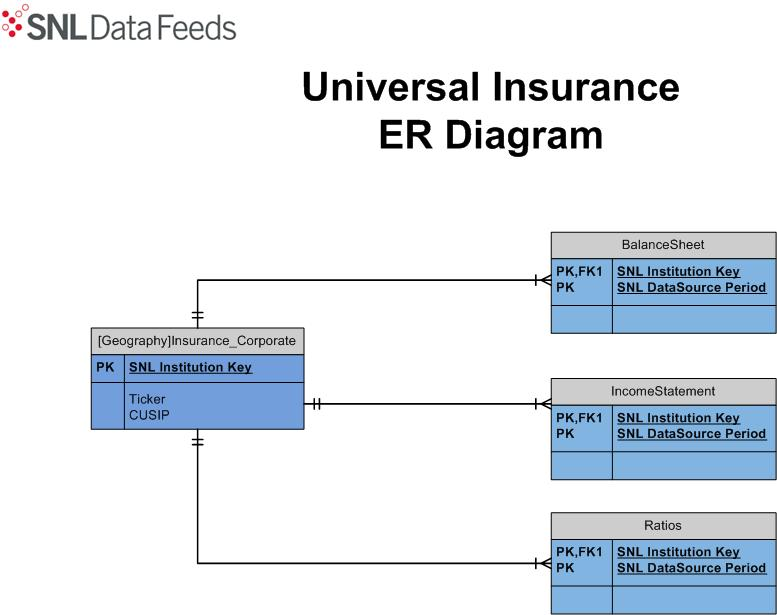 SNL Data Feeds
Universal Insurance
ER Diagram
BalanceSheet
PK,FK1 SNL Institution Key
PK SNL DataSource Period
[Geography]Insurance_Corporate
PK SNL Institution Key
Ticker
CUSIP
IncomeStatement
PK,FK1 SNL Institution Key
PK SNL DataSource Period
Ratios
PK,FK1 SNL Institution Key
PK SNL DataSource Period